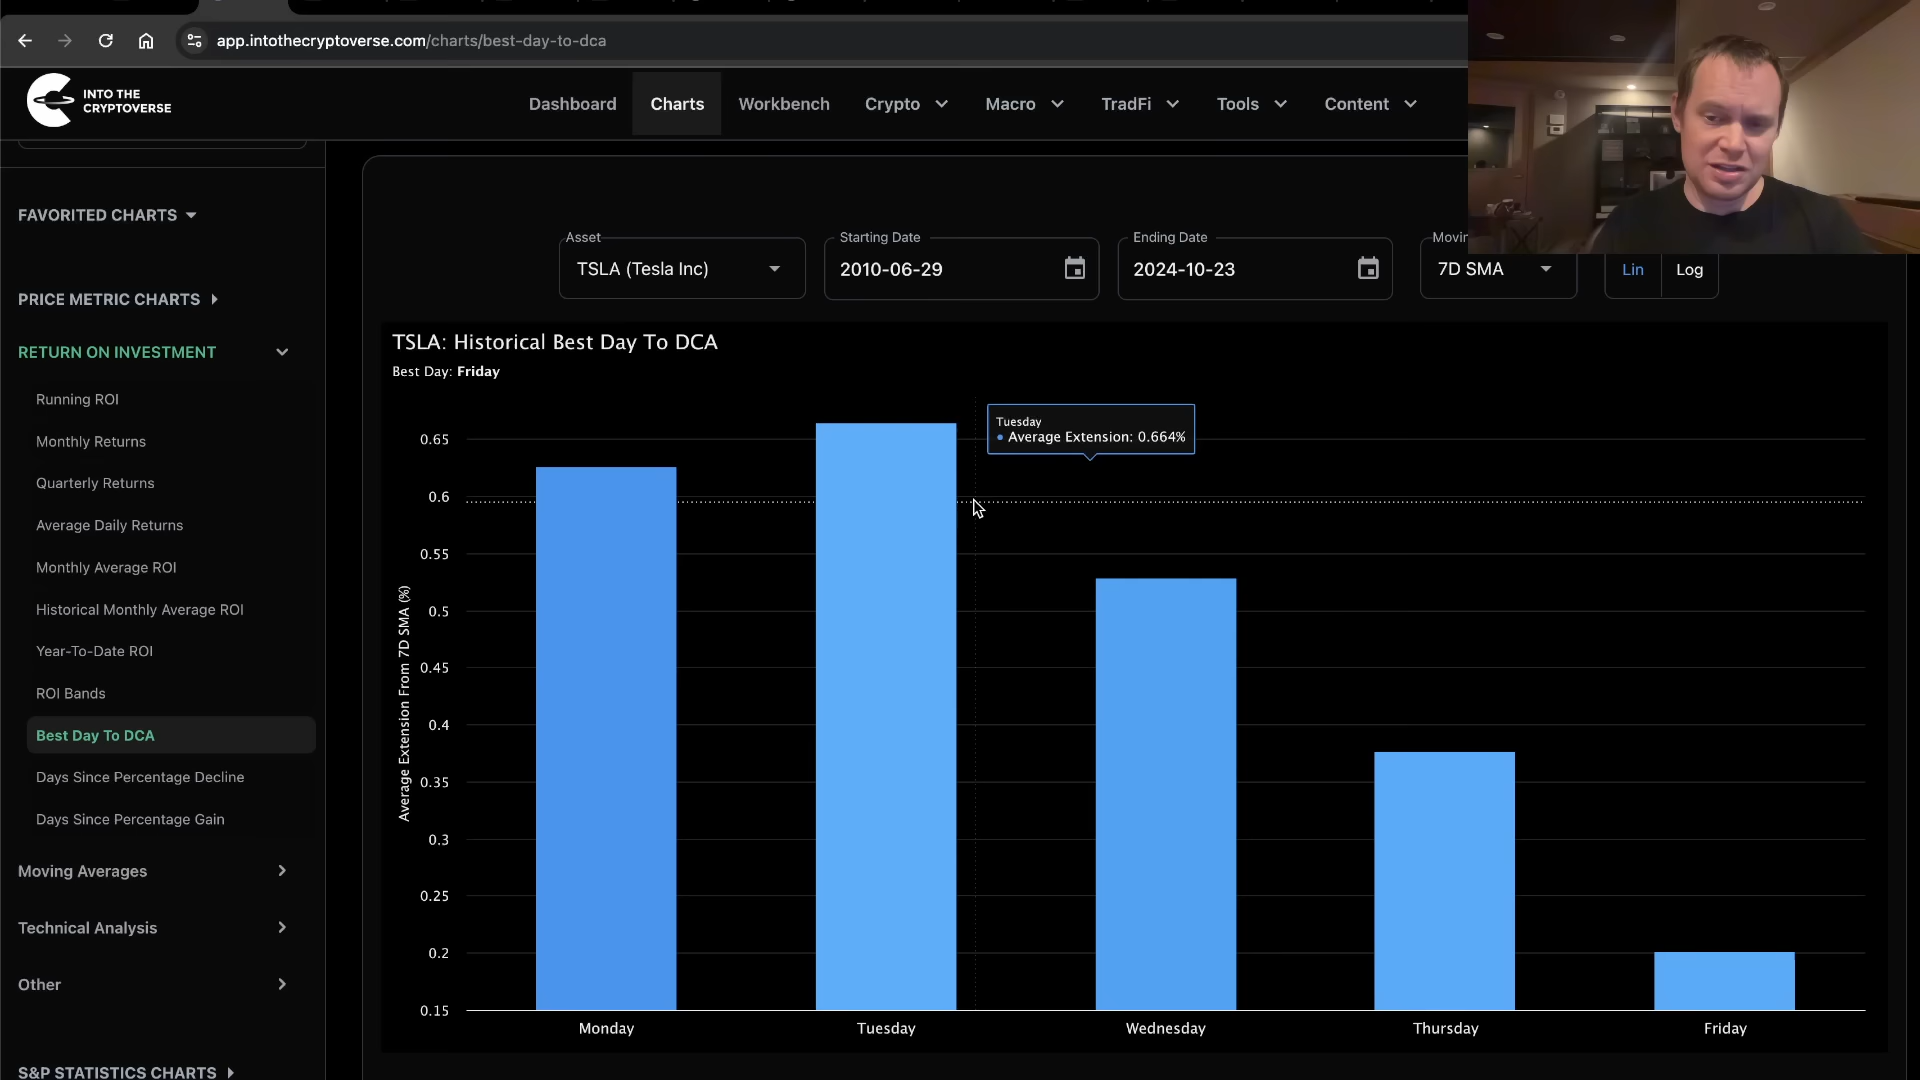 app.intothecryptoverse.com/charts/best-day-to-dca
INTO THE
CRYPTOVERSE
Dashboard
Charts
Workbench
Crypto
Macro
TradFi
Tools
Content
FAVORITED CHARTS
PRICE METRIC CHARTS
RETURN ON INVESTMENT
Running ROI
Monthly Returns
Quarterly Returns
Average Daily Returns
Monthly Average ROI
Historical Monthly Average ROI
Year-To-Date ROI
ROI Bands
Best Day To DCA
Days Since Percentage Decline
Days Since Percentage Gain
Moving Averages
Technical Analysis
Other
S&P STATISTICS CHARTS
Asset
TSLA (Tesla Inc)
Starting Date
2010-06-29
Ending Date
2024-10-23
Movin
7D SMA
Lin
Log
TSLA: Historical Best Day To DCA
Best Day: Friday
Tuesday
Average Extension: 0.664%
Average Extension From 7D SMA (%)
0.65
0.6
0.55
0.5
0.45
0.4
0.35
0.3
0.25
0.2
0.15
Monday
Tuesday
Wednesday
Thursday
Friday